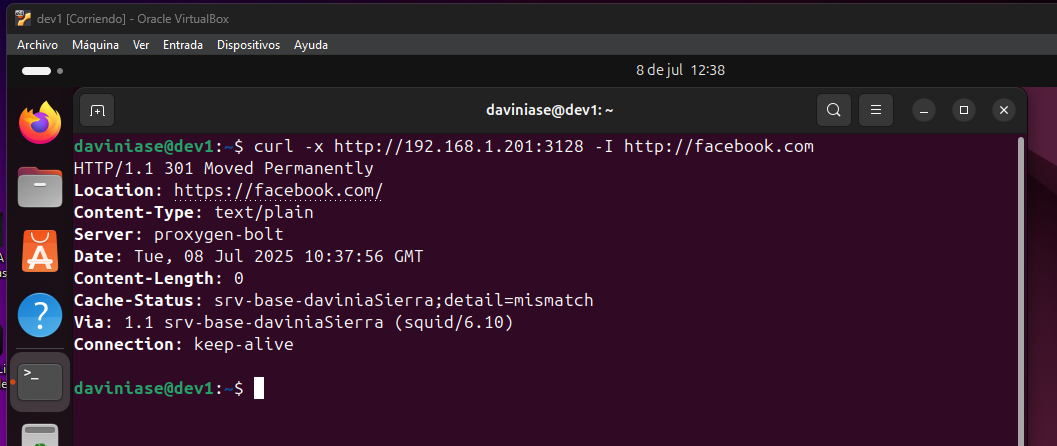 dev1 [Corriendo] - Oracle VirtualBox
Archivo Máquina Ver Entrada Dispositivos Ayuda
8 de jul 12:38
daviniase@dev1: ~
daviniase@dev1:~$ curl -x http://192.168.1.201:3128 -I http://facebook.com
HTTP/1.1 301 Moved Permanently
Location: https://facebook.com/
Content-Type: text/plain
Server: proxygen-bolt
Date: Tue, 08 Jul 2025 10:37:56 GMT
Content-Length: 0
Cache-Status: srv-base-daviniaSierra;detail=mismatch
Via: 1.1 srv-base-daviniaSierra (squid/6.10)
Connection: keep-alive
daviniase@dev1:~$